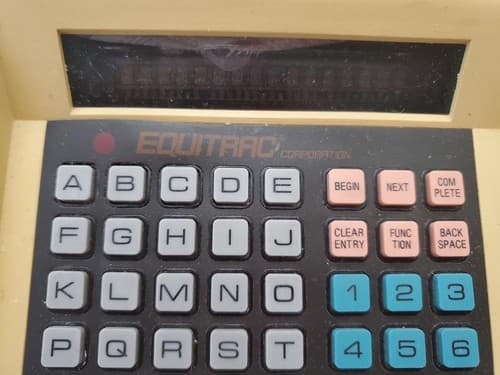 EQUITRAC CORPORATION
A B C D E BEGIN NEXT COM PLETE
F G H I J CLEAR ENTRY FUNC TION BACK SPACE
K L M N O 1 2 3
P Q R S T 4 5 6